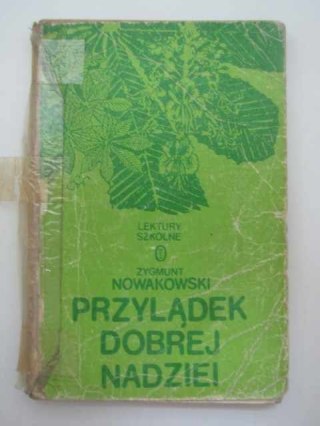 LEKTURY
SZKOLNE
ZYGMUNT
NOWAKOWSKI
PRZYLĄDEK
DOBREJ
NADZIEI